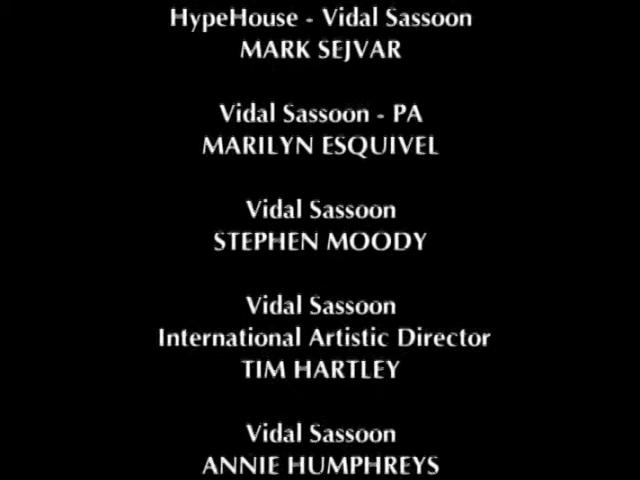 HypeHouse - Vidal Sassoon
MARK SEJVAR
Vidal Sassoon - PA
MARILYN ESQUIVEL
Vidal Sassoon
STEPHEN MOODY
Vidal Sassoon
International Artistic Director
TIM HARTLEY
Vidal Sassoon
ANNIE HUMPHREYS